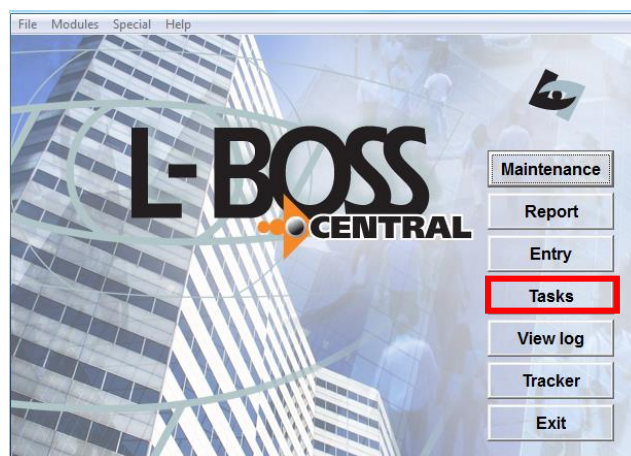 File Modules Special Help
L-BOSS
CENTRAL
Maintenance
Report
Entry
Tasks
View log
Tracker
Exit